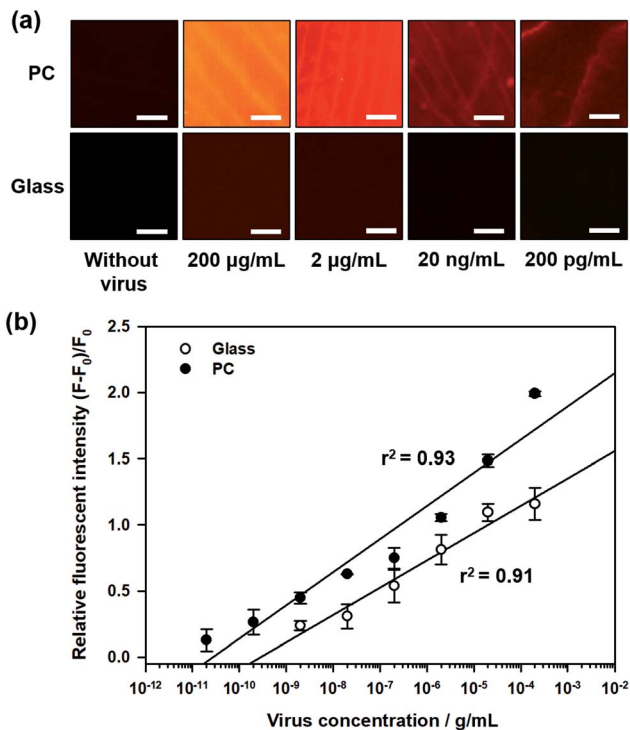 (a)
PC
Glass
Without virus
200 µg/mL
2 µg/mL
20 ng/mL
200 pg/mL
(b)
Relative fluorescent intensity (F-F₀)/F₀
2.5
2.0
1.5
1.0
0.5
0.0
Glass
PC
r² = 0.93
r² = 0.91
10⁻¹² 10⁻¹¹ 10⁻¹⁰ 10⁻⁹ 10⁻⁸ 10⁻⁷ 10⁻⁶ 10⁻⁵ 10⁻⁴ 10⁻³ 10⁻²
Virus concentration / g/mL